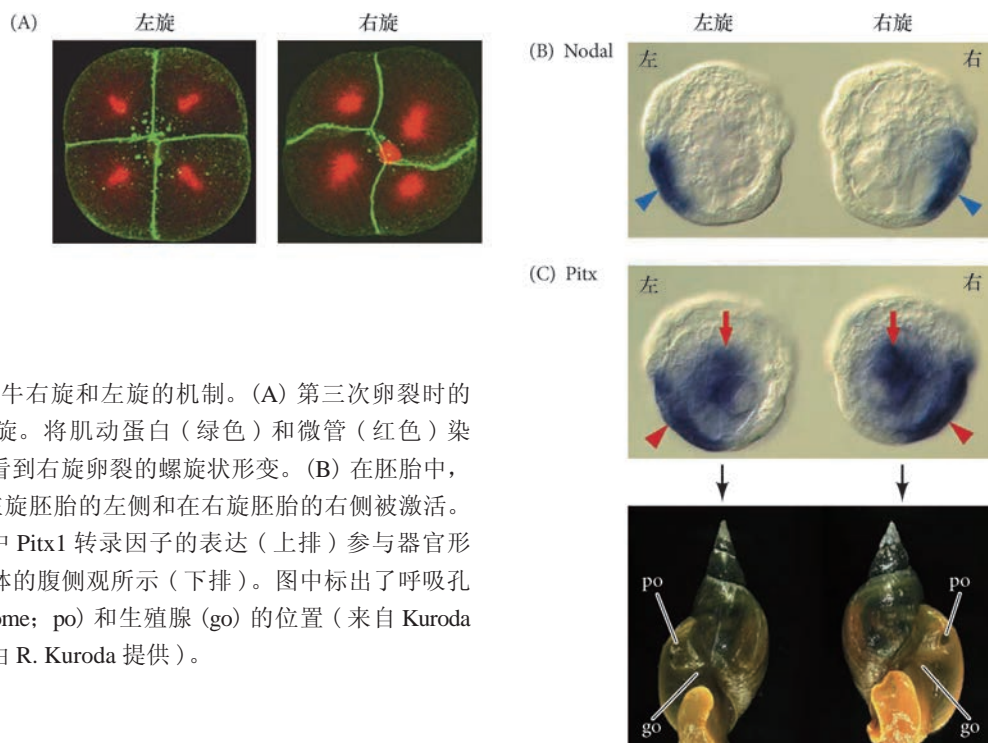 (A) 左旋 右旋
左旋 右旋
(B) Nodal 左 右
(C) Pitx 左 右
po po
go go
牛右旋和左旋的机制。(A) 第三次卵裂时的
旋。将肌动蛋白（绿色）和微管（红色）染
看到右旋卵裂的螺旋状形变。(B) 在胚胎中，
左旋胚胎的左侧和在右旋胚胎的右侧被激活。
中 Pitx1 转录因子的表达（上排）参与器官形
体的腹侧观所示（下排）。图中标出了呼吸孔
ome; po) 和生殖腺 (go) 的位置（来自 Kuroda
由 R. Kuroda 提供）。